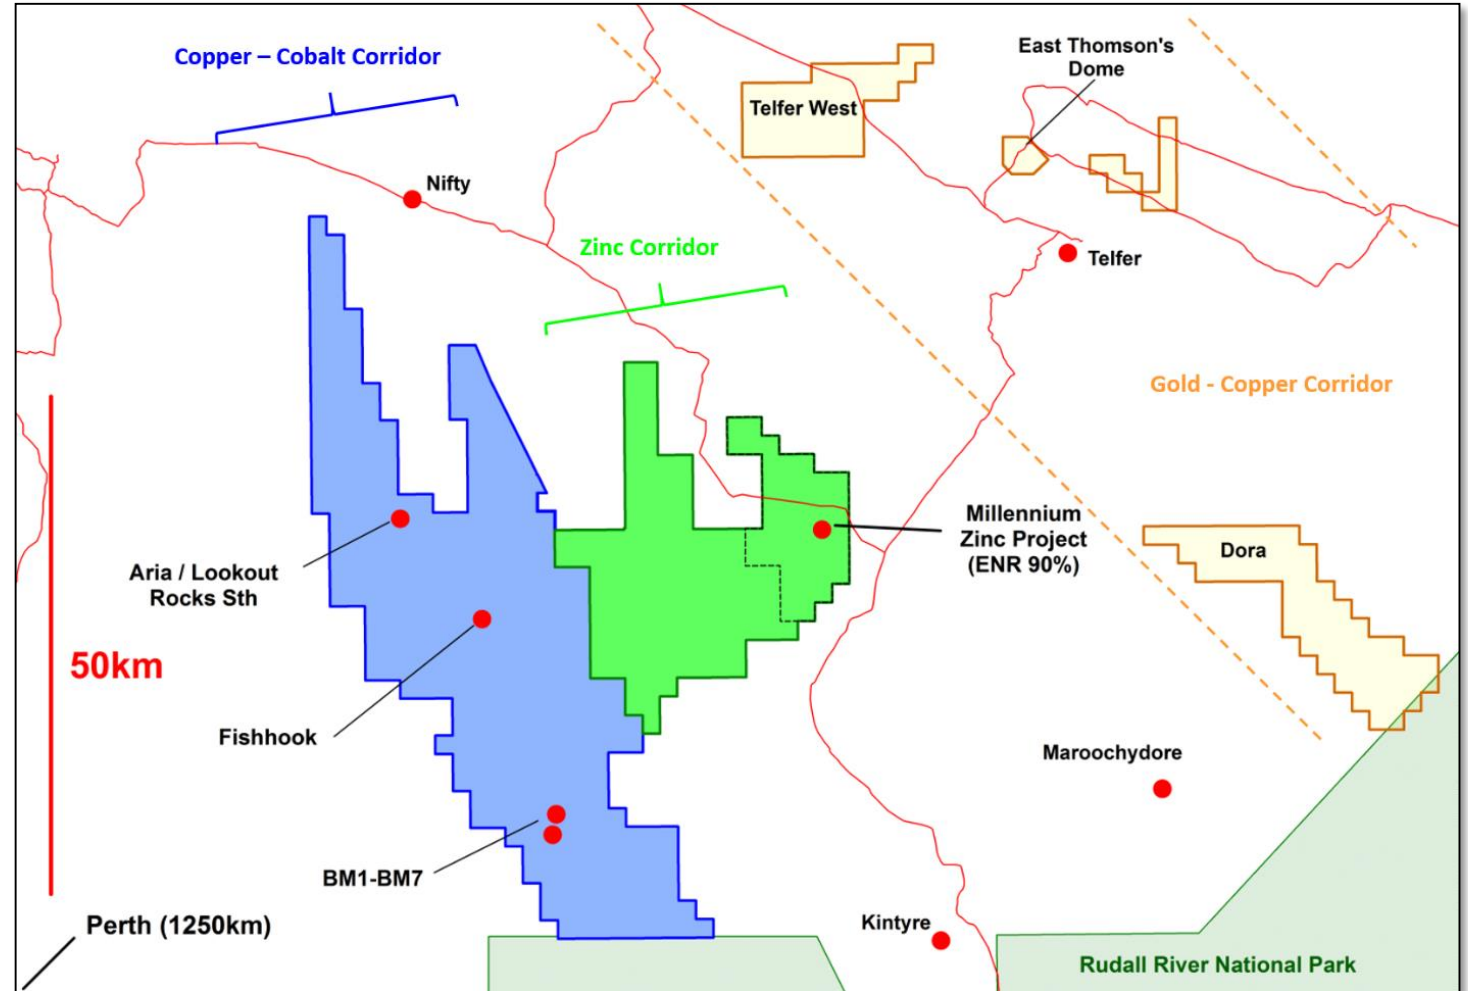 Copper – Cobalt Corridor
East Thomson's
Dome
Telfer West
Nifty
Zinc Corridor
Telfer
Gold - Copper Corridor
Millennium
Zinc Project
(ENR 90%)
Dora
Aria / Lookout
Rocks Sth
50km
Fishhook
Maroochydore
BM1-BM7
Perth (1250km)
Kintyre
Rudall River National Park